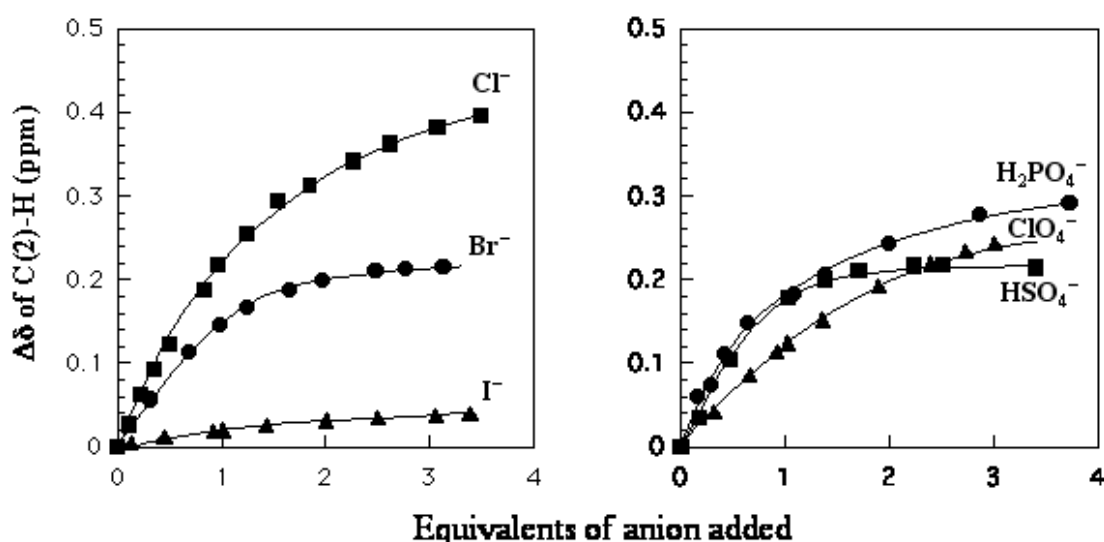 0.5
0.4
0.3
0.2
0.1
0
0 1 2 3 4
Cl⁻
Br⁻
I⁻
Δδ of C(2)-H (ppm)
0.5
0.4
0.3
0.2
0.1
0
0 1 2 3 4
H₂PO₄⁻
ClO₄⁻
HSO₄⁻
Equivalents of anion added